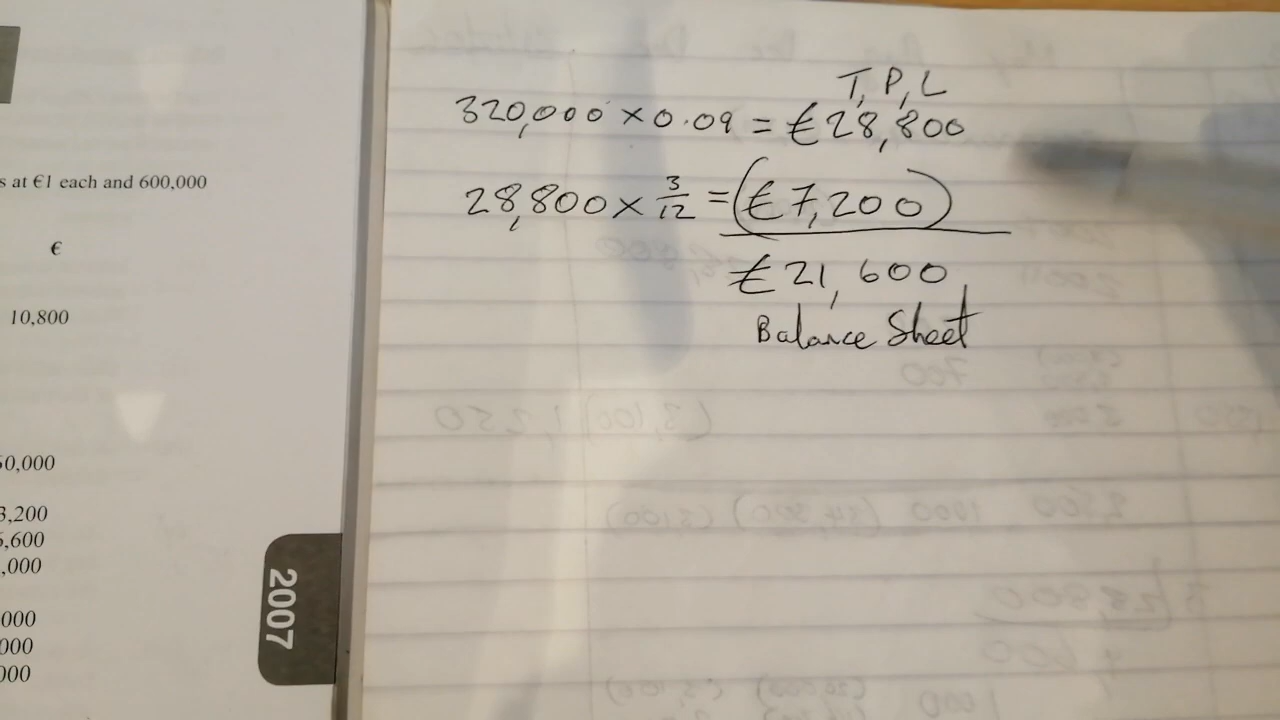 s at €1 each and 600,000
€
10,800
50,000
3,200
6,600
,000
000
000
000
2007
T, P, L
320,000 × 0.09 = €28,800
28,800 × 3/12 = (€7,200)
€21,600
Balance Sheet